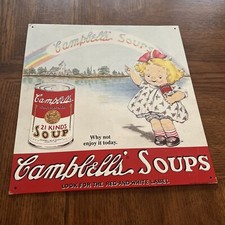 Campbell's Soups
Campbell's
21 KINDS
SOUP
Why not
enjoy it today.
Campbell's SOUPS
LOOK FOR THE RED-AND-WHITE LABEL